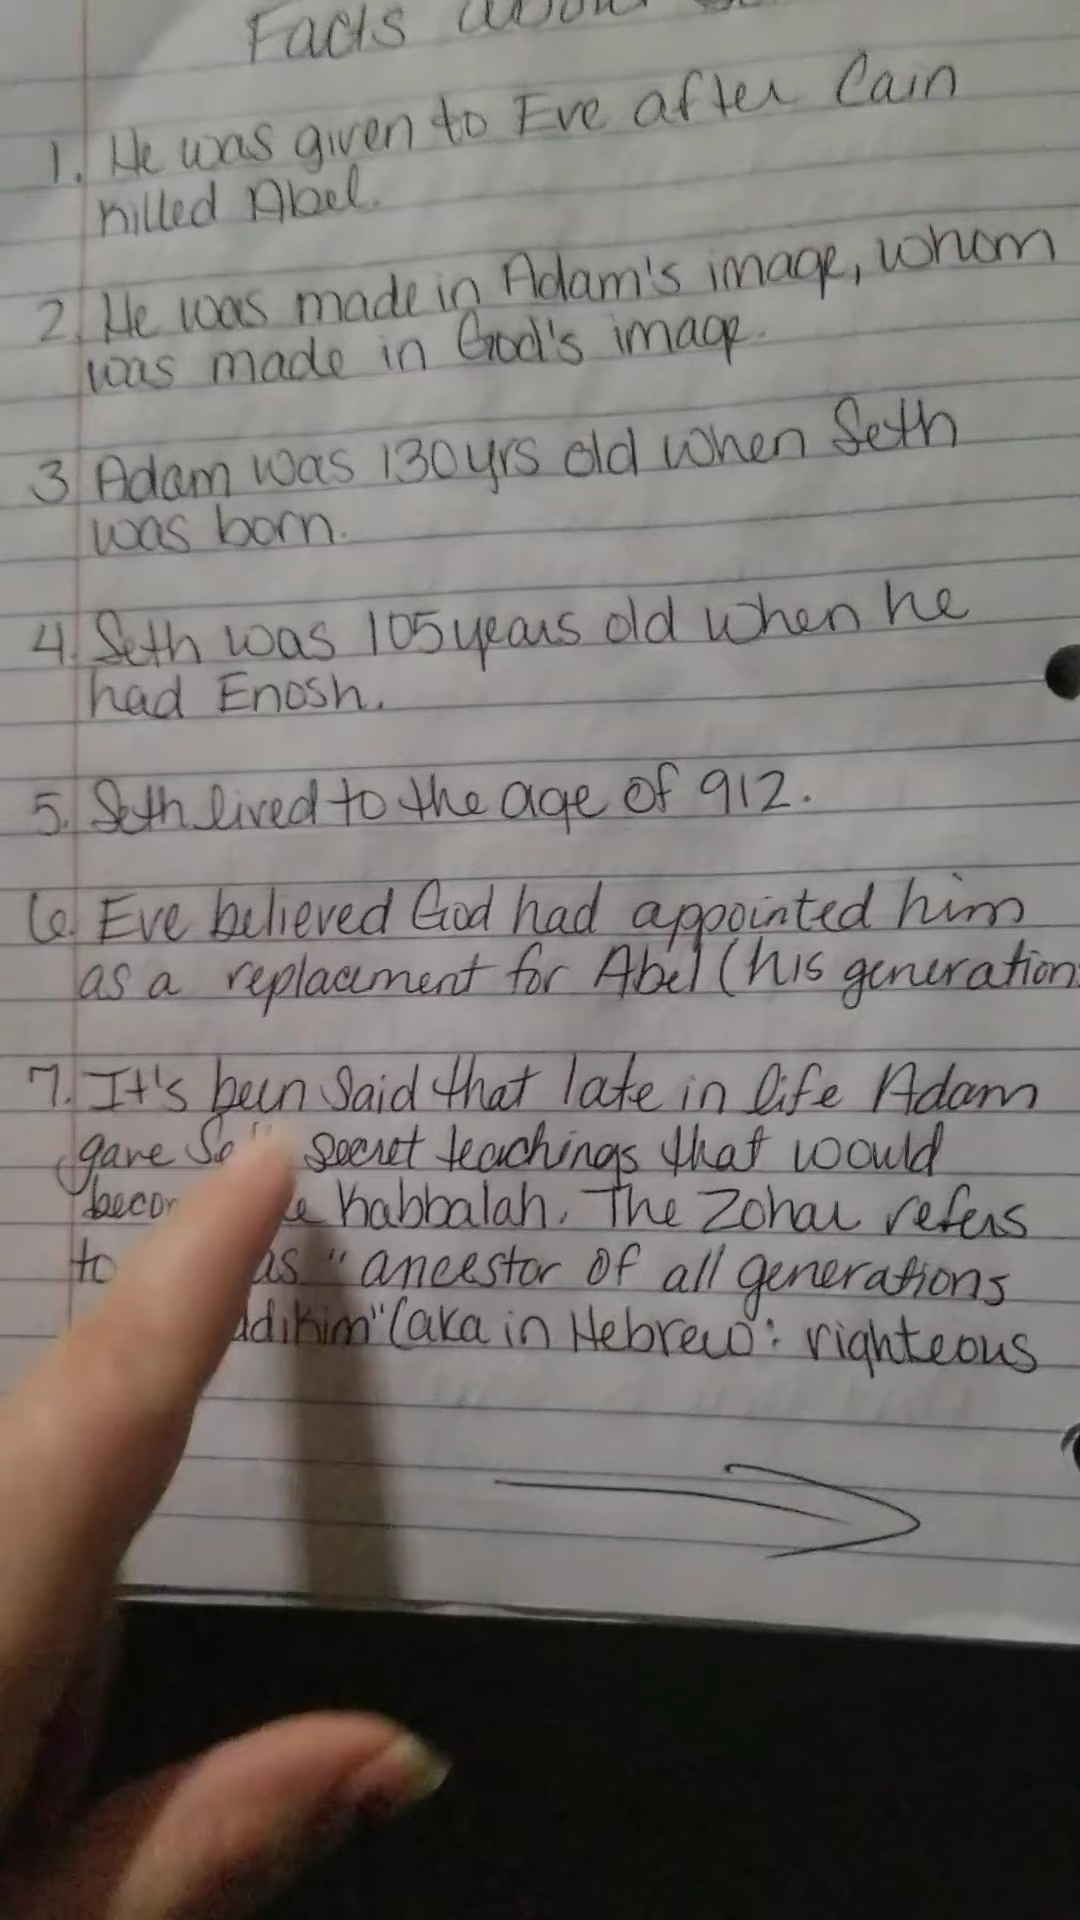 Facts about
1. He was given to Eve after Cain
killed Abel.
2. He was made in Adam's image, whom
was made in God's image.
3 Adam was 130yrs old when Seth
was born.
4. Seth was 105 years old when he
had Enosh.
5. Seth lived to the age of 912.
6. Eve believed God had appointed him
as a replacement for Abel (his generation
7. It's been said that late in life Adam
gave secret teachings that would
Kabbalah. The Zohar refers
to as "ancestor of all generations
(aka in Hebrew: righteous